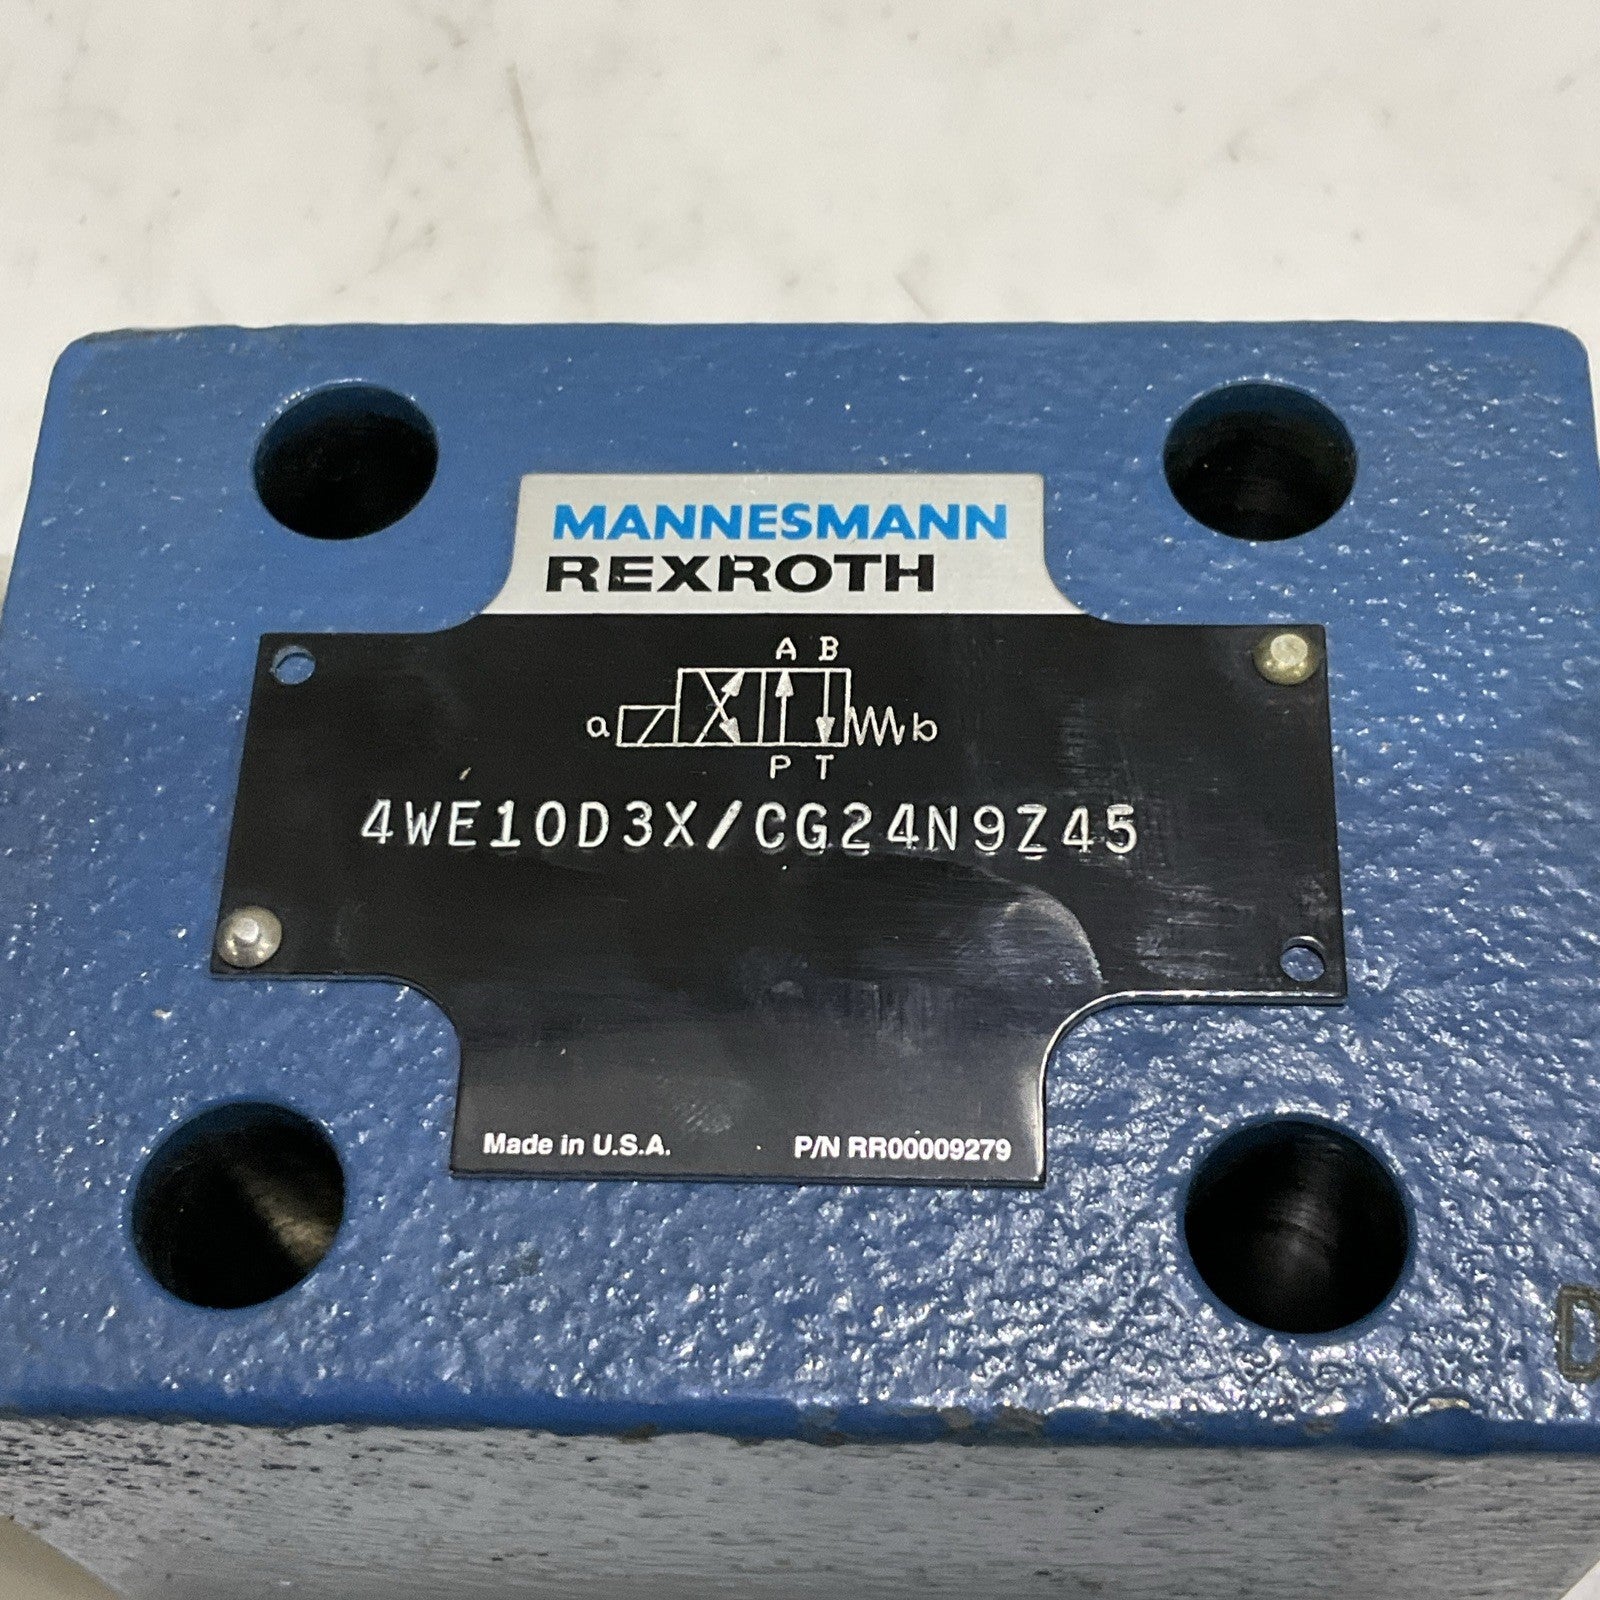 MANNESMANN
REXROTH
A B
a b
P T
4WE10D3X/CG24N9Z45
Made in U.S.A. P/N RR00009279
D